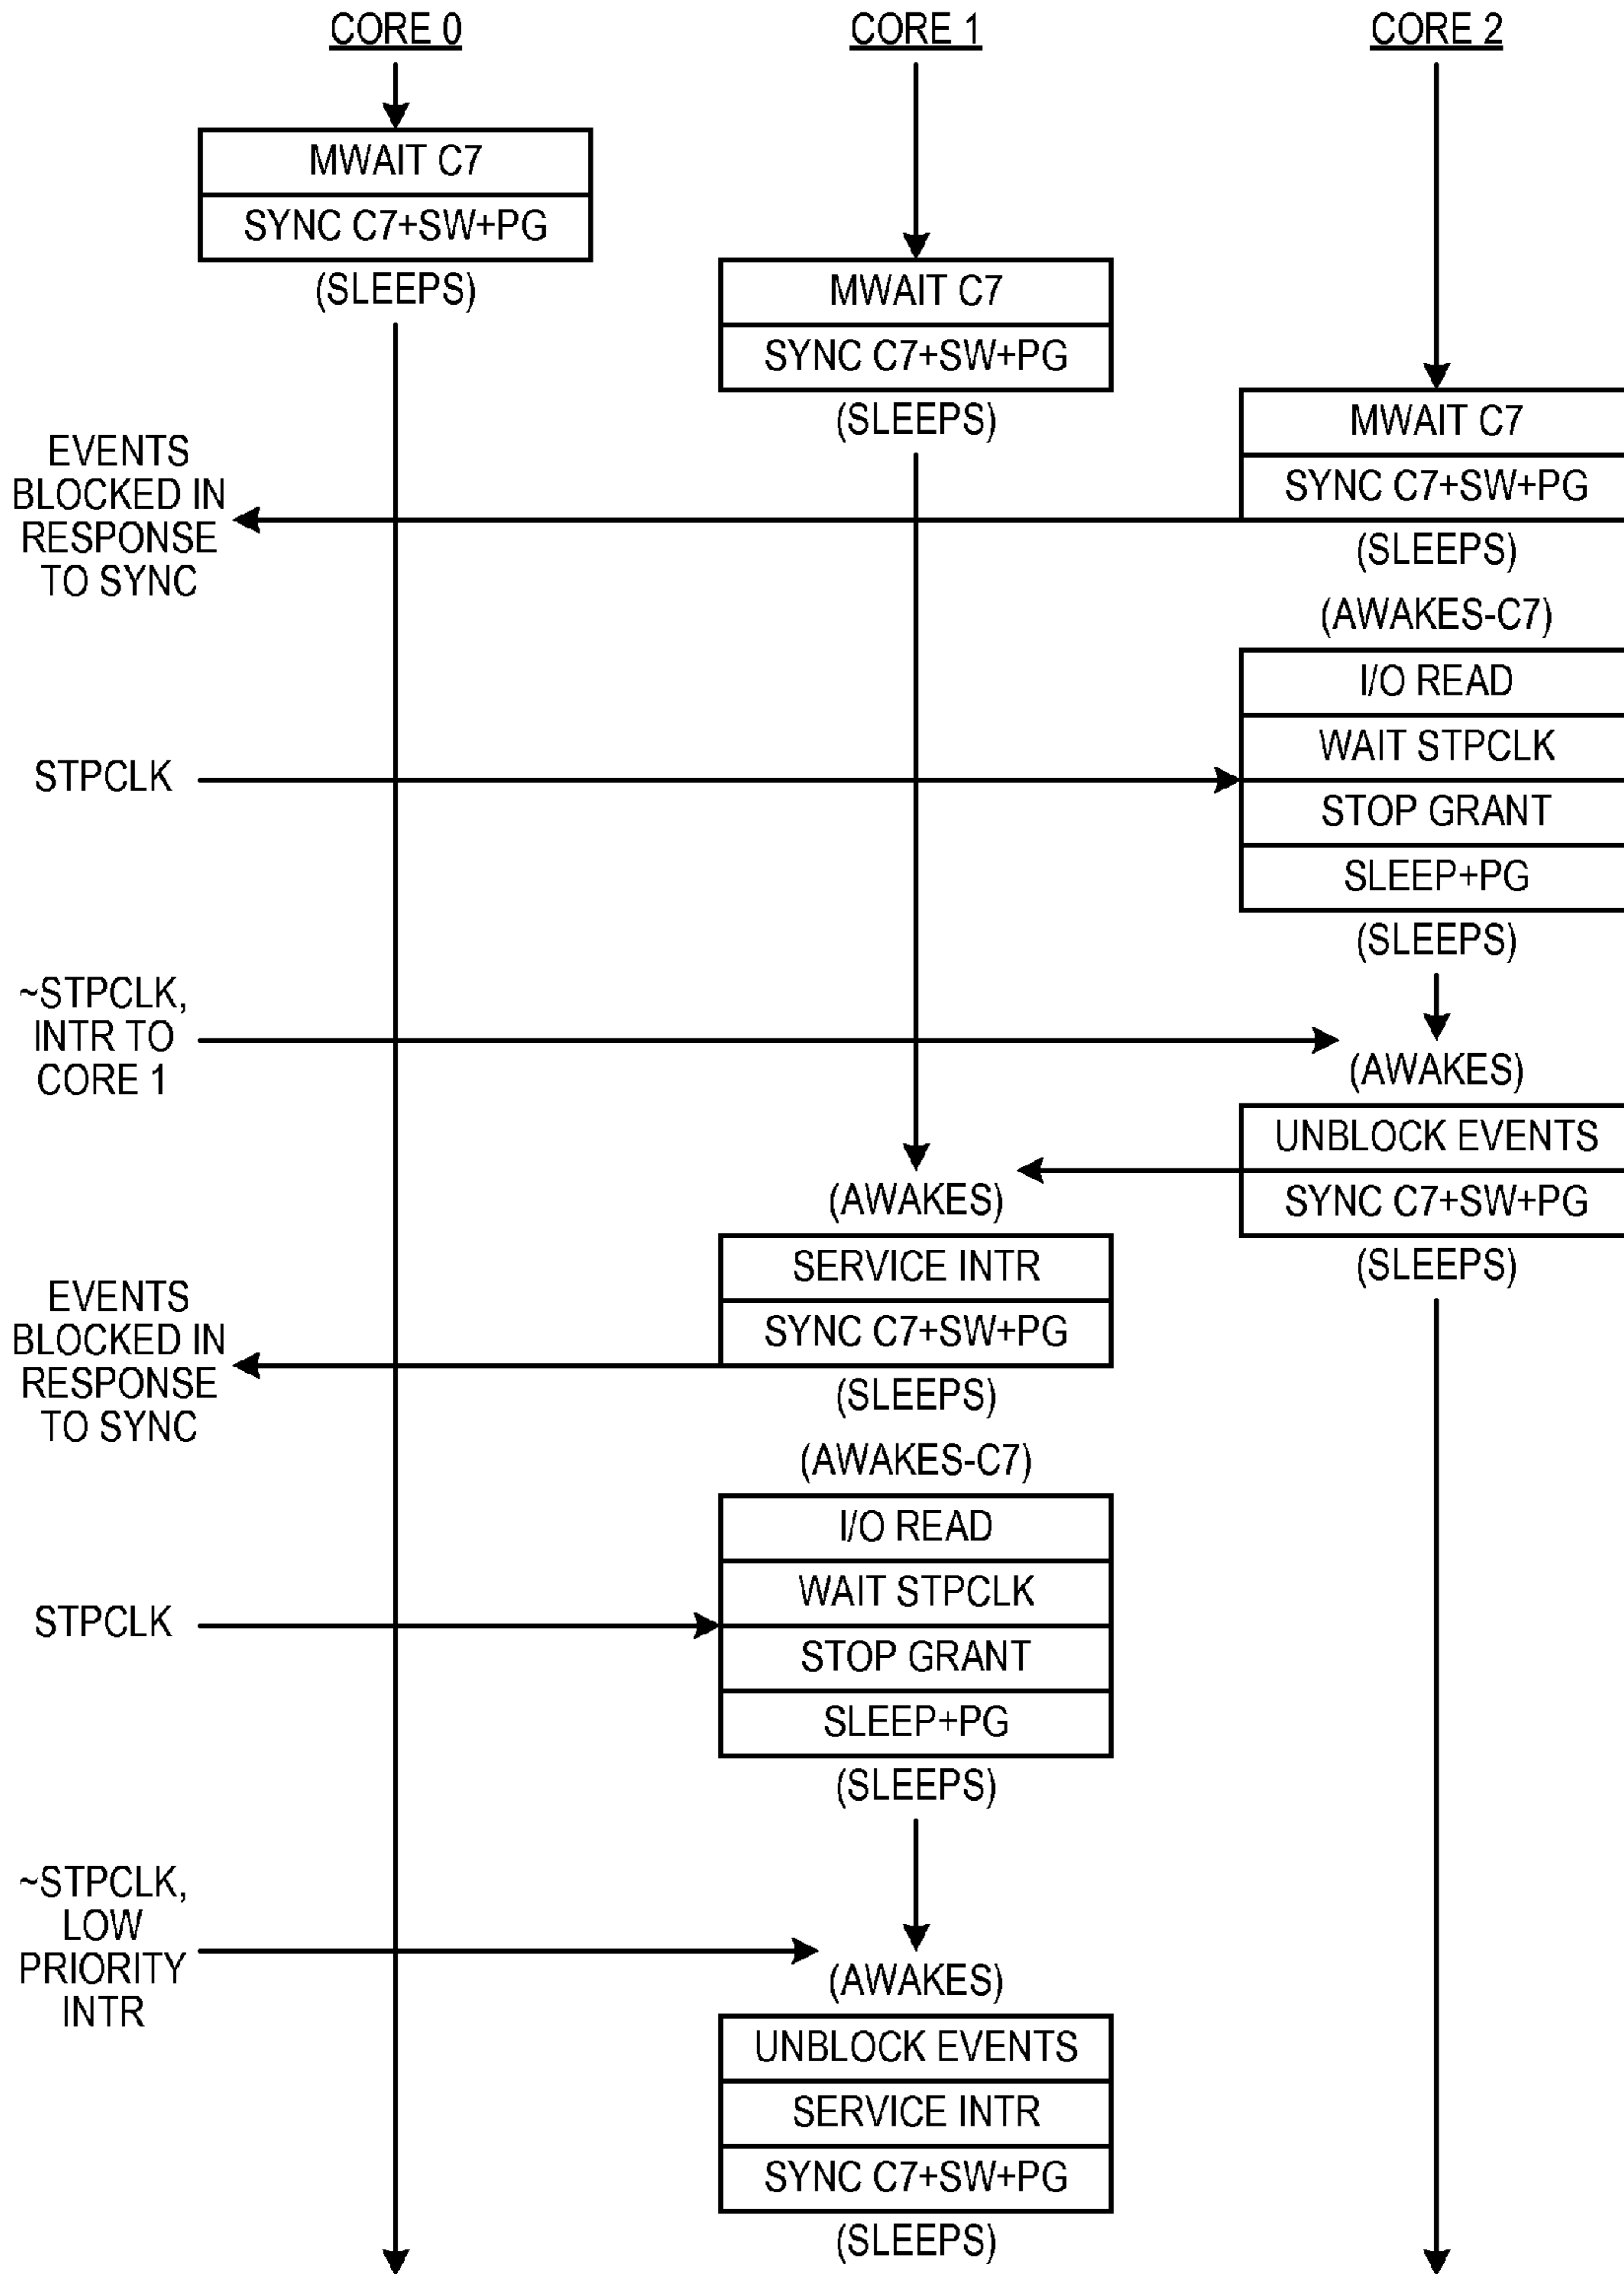 CORE 0
CORE 1
CORE 2
MWAIT C7
SYNC C7+SW+PG
(SLEEPS)
MWAIT C7
SYNC C7+SW+PG
(SLEEPS)
MWAIT C7
SYNC C7+SW+PG
(SLEEPS)
EVENTS
BLOCKED IN
RESPONSE
TO SYNC
(AWAKES-C7)
I/O READ
WAIT STPCLK
STPCLK
STOP GRANT
SLEEP+PG
(SLEEPS)
~STPCLK,
INTR TO
CORE 1
(AWAKES)
UNBLOCK EVENTS
SYNC C7+SW+PG
(SLEEPS)
(AWAKES)
SERVICE INTR
SYNC C7+SW+PG
(SLEEPS)
EVENTS
BLOCKED IN
RESPONSE
TO SYNC
(AWAKES-C7)
I/O READ
WAIT STPCLK
STPCLK
STOP GRANT
SLEEP+PG
(SLEEPS)
~STPCLK,
LOW
PRIORITY
INTR
(AWAKES)
UNBLOCK EVENTS
SERVICE INTR
SYNC C7+SW+PG
(SLEEPS)